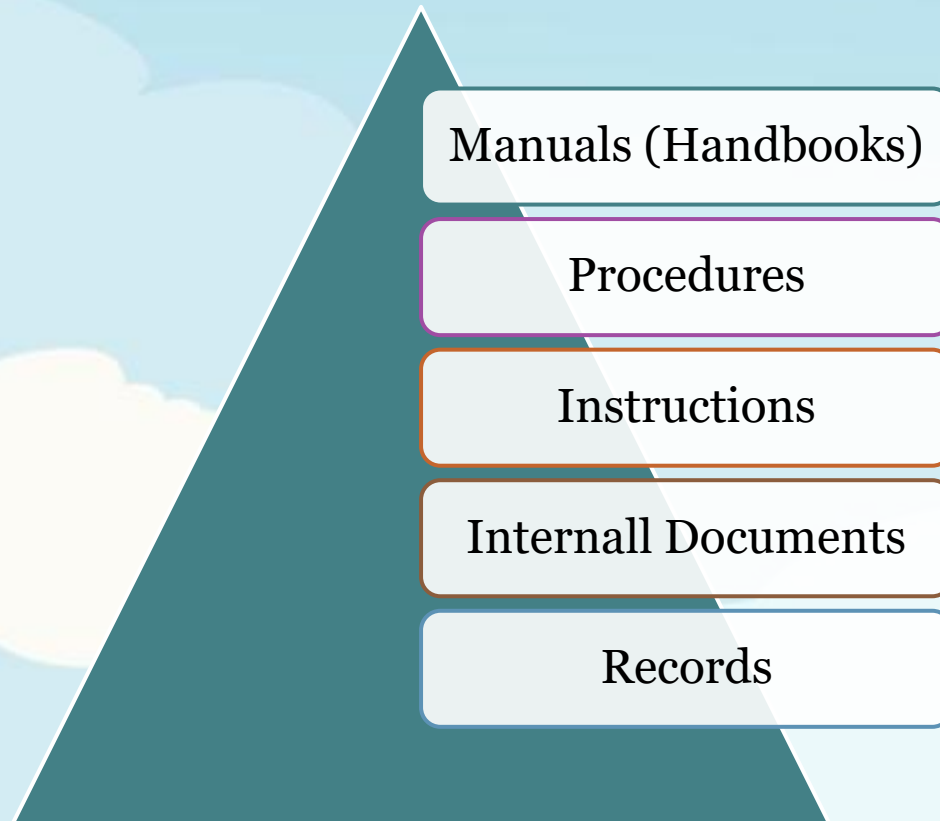 Manuals (Handbooks)
Procedures
Instructions
Internall Documents
Records